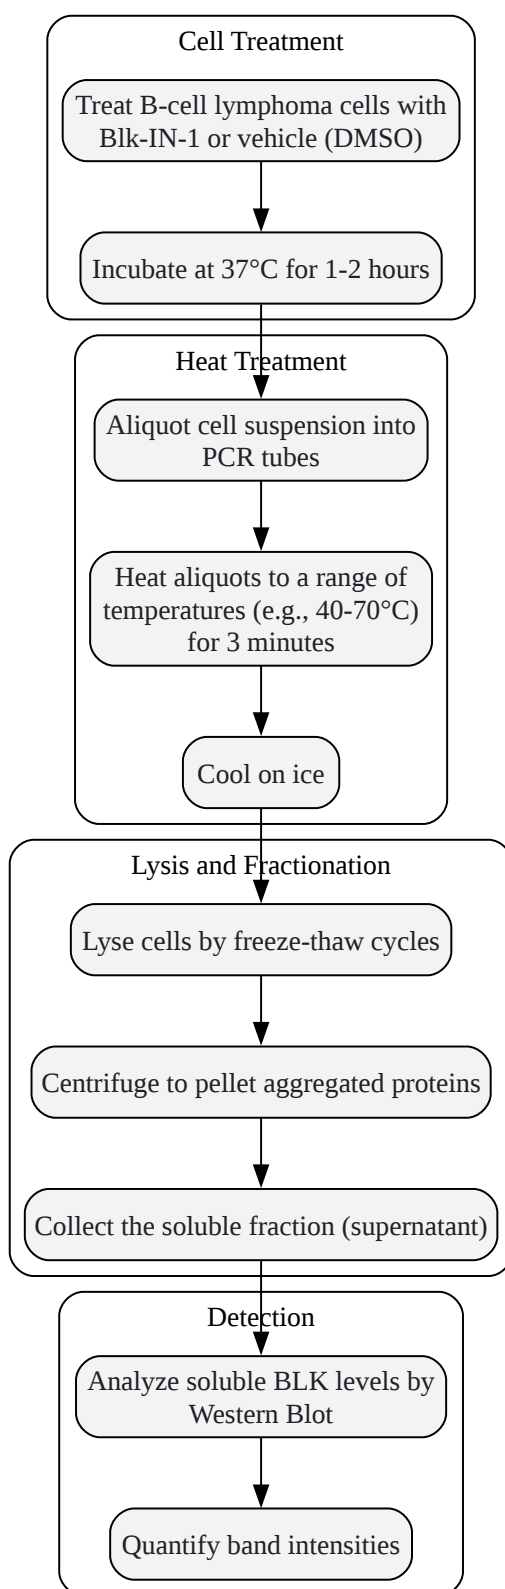 Cell Treatment
Treat B-cell lymphoma cells with
Blk-IN-1 or vehicle (DMSO)
Incubate at 37°C for 1-2 hours
Heat Treatment
Aliquot cell suspension into
PCR tubes
Heat aliquots to a range of
temperatures (e.g., 40-70°C)
for 3 minutes
Cool on ice
Lysis and Fractionation
Lyse cells by freeze-thaw cycles
Centrifuge to pellet aggregated proteins
Collect the soluble fraction (supernatant)
Detection
Analyze soluble BLK levels by
Western Blot
Quantify band intensities